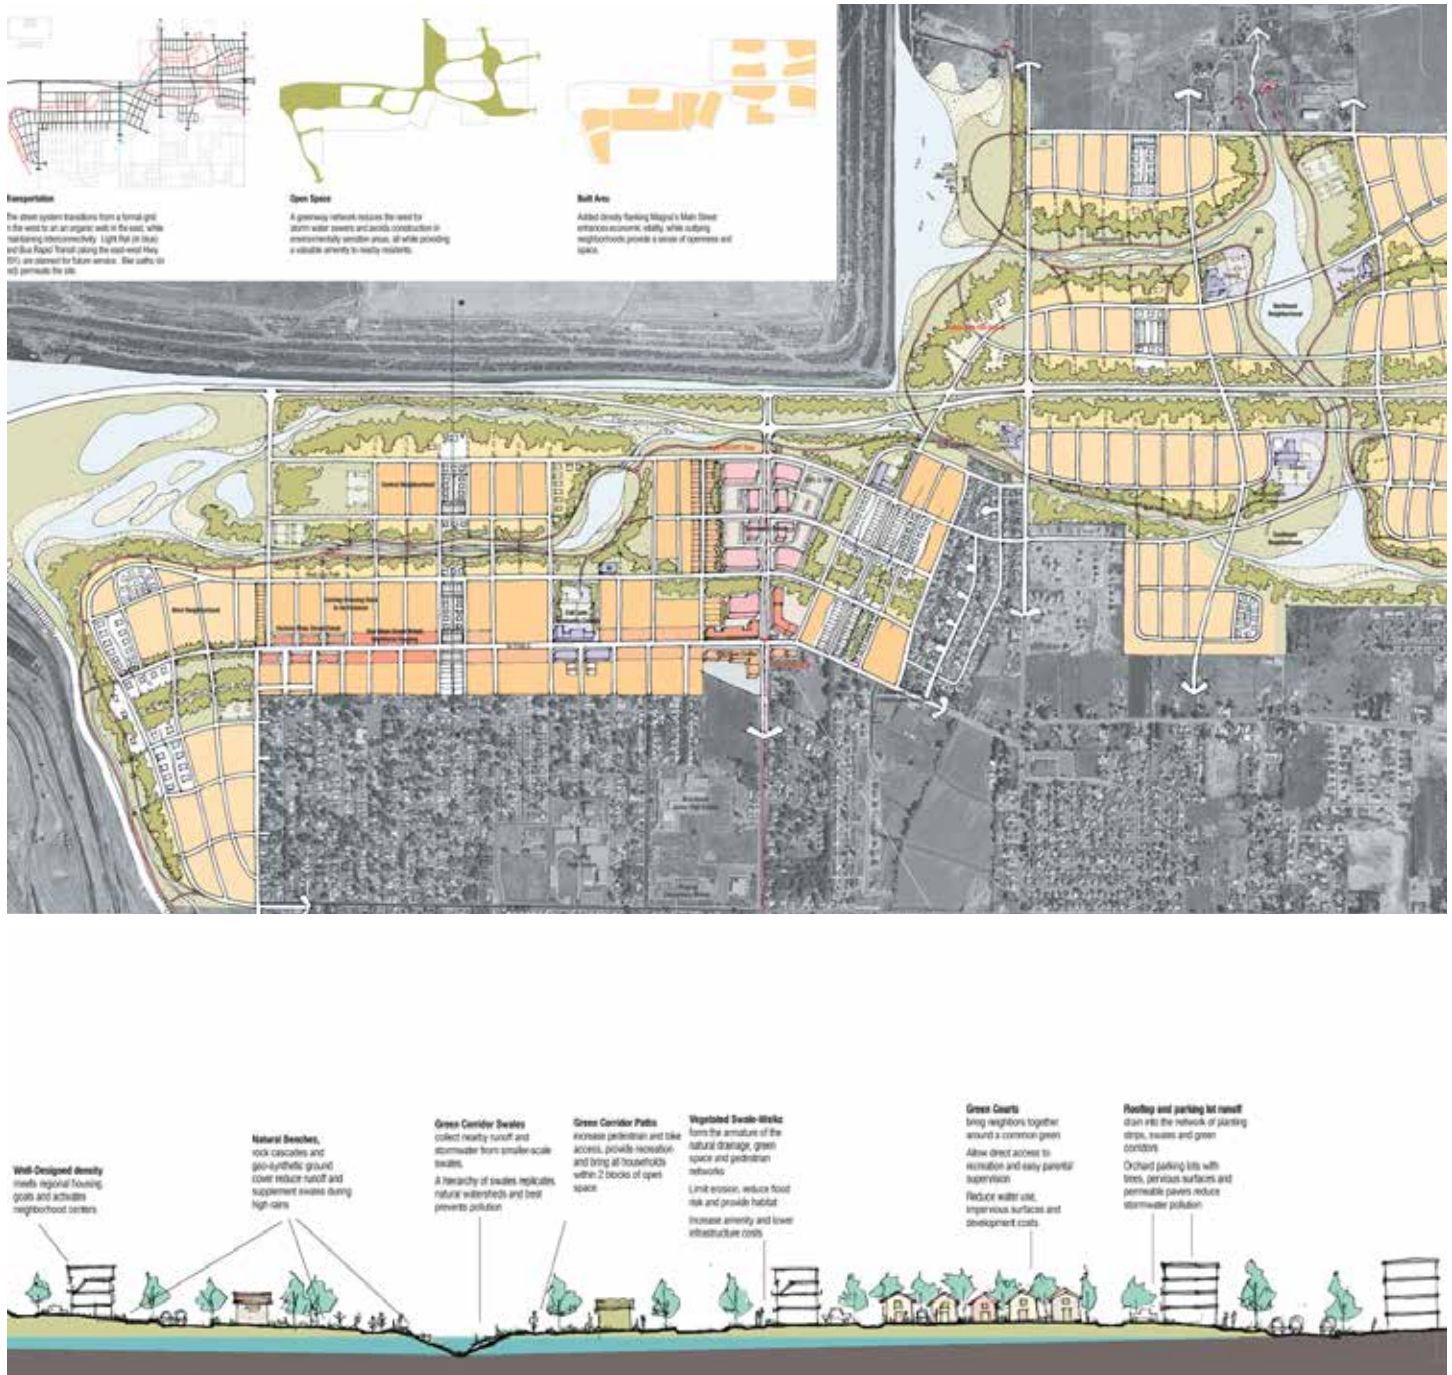 Transportation
The street system transitions from a formal grid
in the west to an an organic web in the east, while
maintaining interconnectivity. Light Rail (in blue)
and Bus Rapid Transit (along the east-west Hwy.
201), are planned for future service. Bike paths (in
red) permeate the site.
Open Space
A greenway network reduces the need for
storm water sewers and avoids construction in
environmentally sensitive areas, all while providing
a valuable amenity to nearby residents.
Built Area
Added density flanking Magna's Main Street
enhances economic vitality, while outlying
neighborhoods provide a sense of openness and
space.
Northeast
Neighborhood
Central Neighborhood
Southeast
Neighborhood
West Neighborhood
Well-Designed density
meets regional housing
goals and activates
neighborhood centers
Natural Benches,
rock cascades and
geo-synthetic ground
cover reduce runoff and
supplement swales during
high-rains
Green Corridor Swales
collect nearby runoff and
stormwater from smaller-scale
swales.
A hierarchy of swales replicates
natural watersheds and best
prevents pollution
Green Corridor Paths
increase pedestrian and bike
access, provide recreation
and bring all households
within 2 blocks of open
space
Vegetated Swale-Walks
form the armature of the
natural drainage, green
space and pedestrian
networks
Limit erosion, reduce flood
risk and provide habitat
Increase amenity and lower
infrastructure costs
Green Courts
bring neighbors together
around a common green
Allow direct access to
recreation and easy parental
supervision
Reduce water use,
impervious surfaces and
development costs
Rooftop and parking lot runoff
drain into the network of planting
strips, swales and green
corridors
Orchard parking lots with
trees, pervious surfaces and
permeable pavers reduce
stormwater pollution